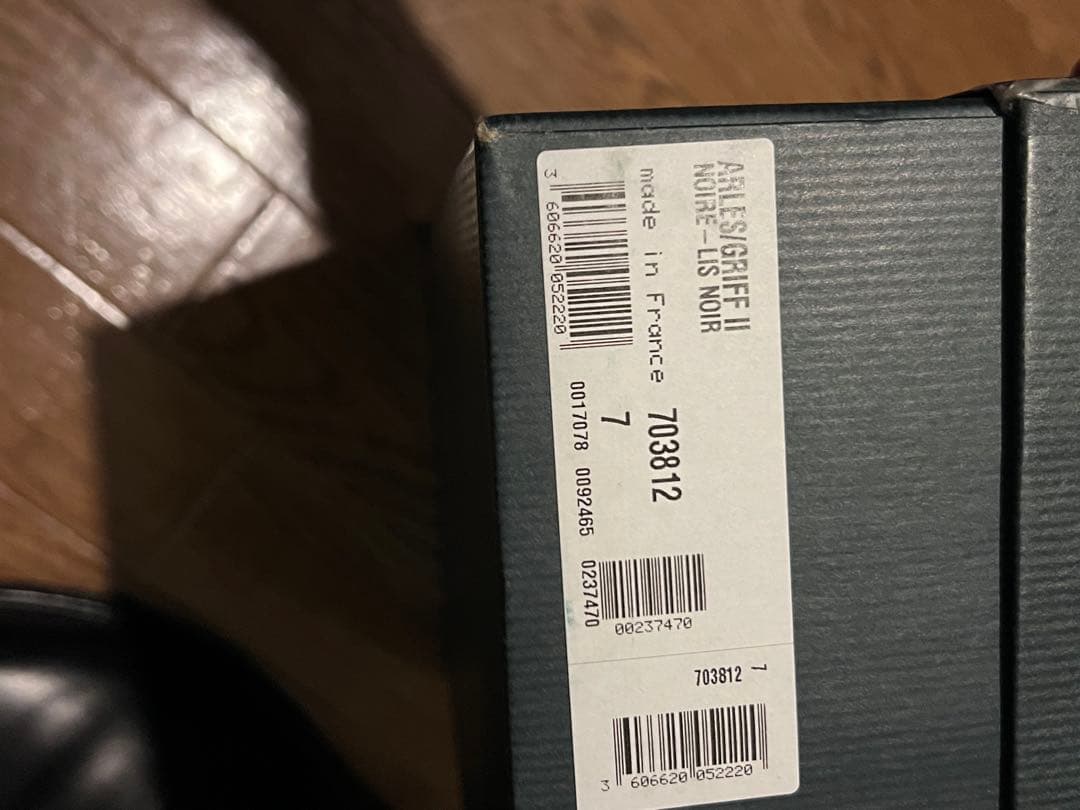 ARLES/GRIFF II
NOIRE-LIS NOIR
made in France 703812
7
3 606620 052220
0017078 0092465 0237470
00237470
703812 7
3 606620 052220